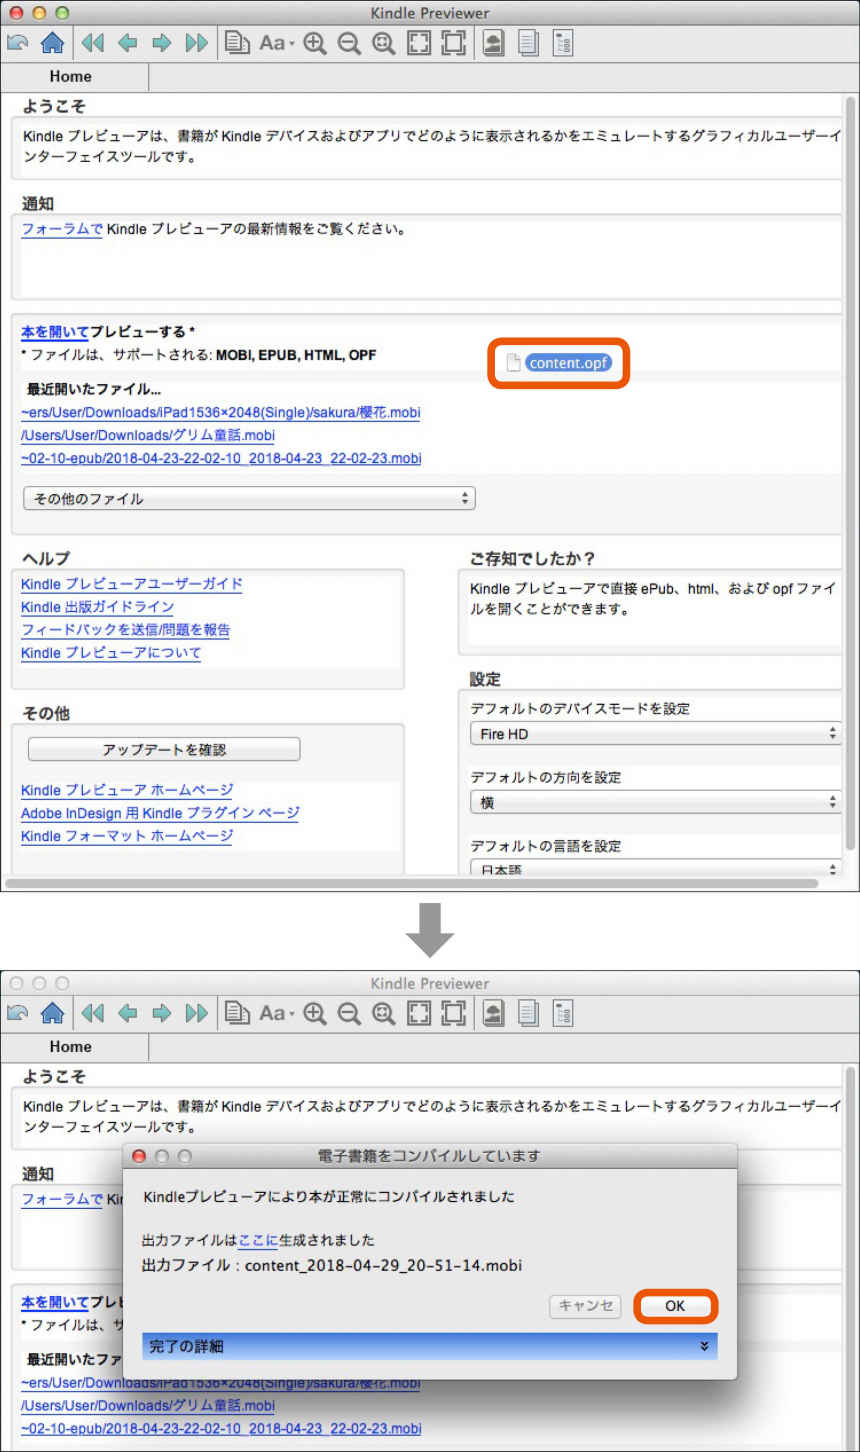 Kindle Previewer
Aa
Home
ようこそ
Kindle プレビューアは、書籍が Kindle デバイスおよびアプリでどのように表示されるかをエミュレートするグラフィカルユーザーイ
ンターフェイスツールです。
通知
フォーラムで Kindle プレビューアの最新情報をご覧ください。
本を開いてプレビューする *
* ファイルは、サポートされる: MOBI, EPUB, HTML, OPF
content.opf
最近開いたファイル...
~ers/User/Downloads/iPad1536×2048(Single)/sakura/櫻花.mobi
/Users/User/Downloads/グリム童話.mobi
~02-10-epub/2018-04-23-22-02-10_2018-04-23_22-02-23.mobi
その他のファイル
ヘルプ
Kindle プレビューアユーザーガイド
Kindle 出版ガイドライン
フィードバックを送信/問題を報告
Kindle プレビューアについて
ご存知でしたか？
Kindle プレビューアで直接 ePub、html、および opf ファイ
ルを開くことができます。
その他
アップデートを確認
Kindle プレビューア ホームページ
Adobe InDesign 用 Kindle プラグイン ページ
Kindle フォーマット ホームページ
設定
デフォルトのデバイスモードを設定
Fire HD
デフォルトの方向を設定
横
デフォルトの言語を設定
日本語
Kindle Previewer
Aa
Home
ようこそ
Kindle プレビューアは、書籍が Kindle デバイスおよびアプリでどのように表示されるかをエミュレートするグラフィカルユーザーイ
ンターフェイスツールです。
通知
フォーラムで Ki
電子書籍をコンパイルしています
Kindleプレビューアにより本が正常にコンパイルされました
出力ファイルはここに生成されました
出力ファイル : content_2018-04-29_20-51-14.mobi
キャンセ
OK
完了の詳細
本を開いてプレビ
* ファイルは、サ
最近開いたファ
~ers/User/Downloads/iPad1536×2048(Single)/sakura/櫻花.mobi
/Users/User/Downloads/グリム童話.mobi
~02-10-epub/2018-04-23-22-02-10_2018-04-23_22-02-23.mobi